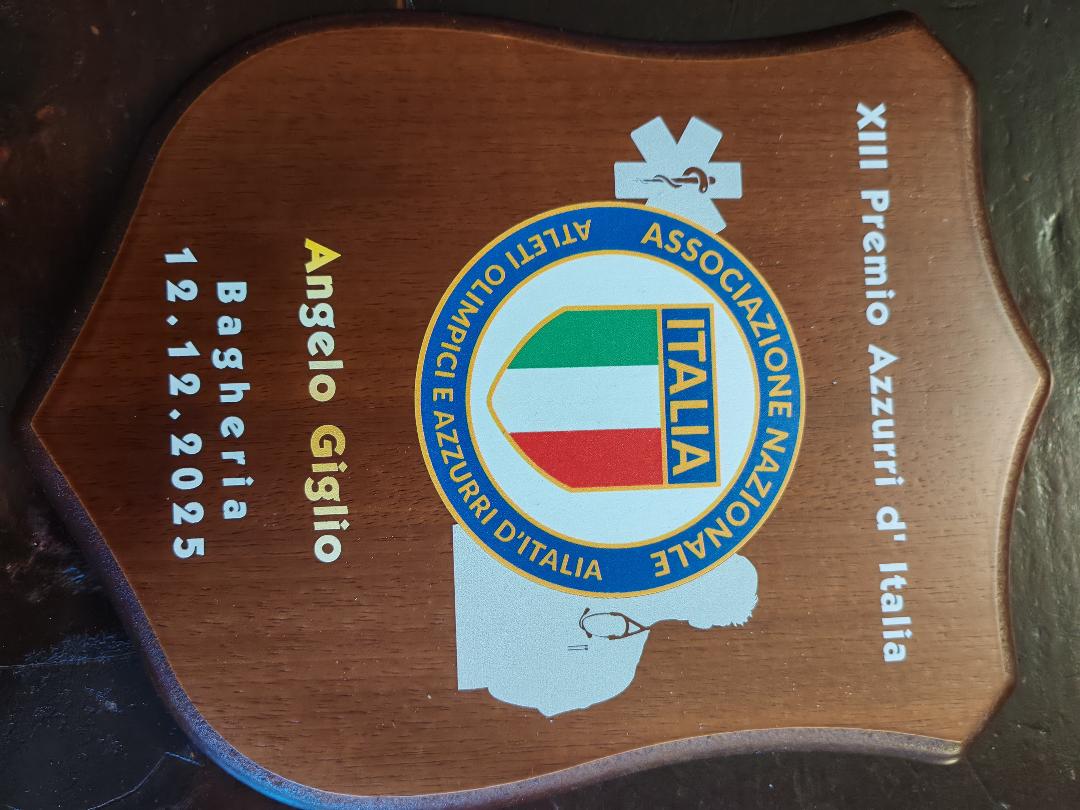 XIII Premio Azzurri d' Italia
ASSOCIAZIONE NAZIONALE
ATLETI OLIMPICI E AZZURRI D'ITALIA
ITALIA
Angelo Giglio
Bagheria
12.12.2025